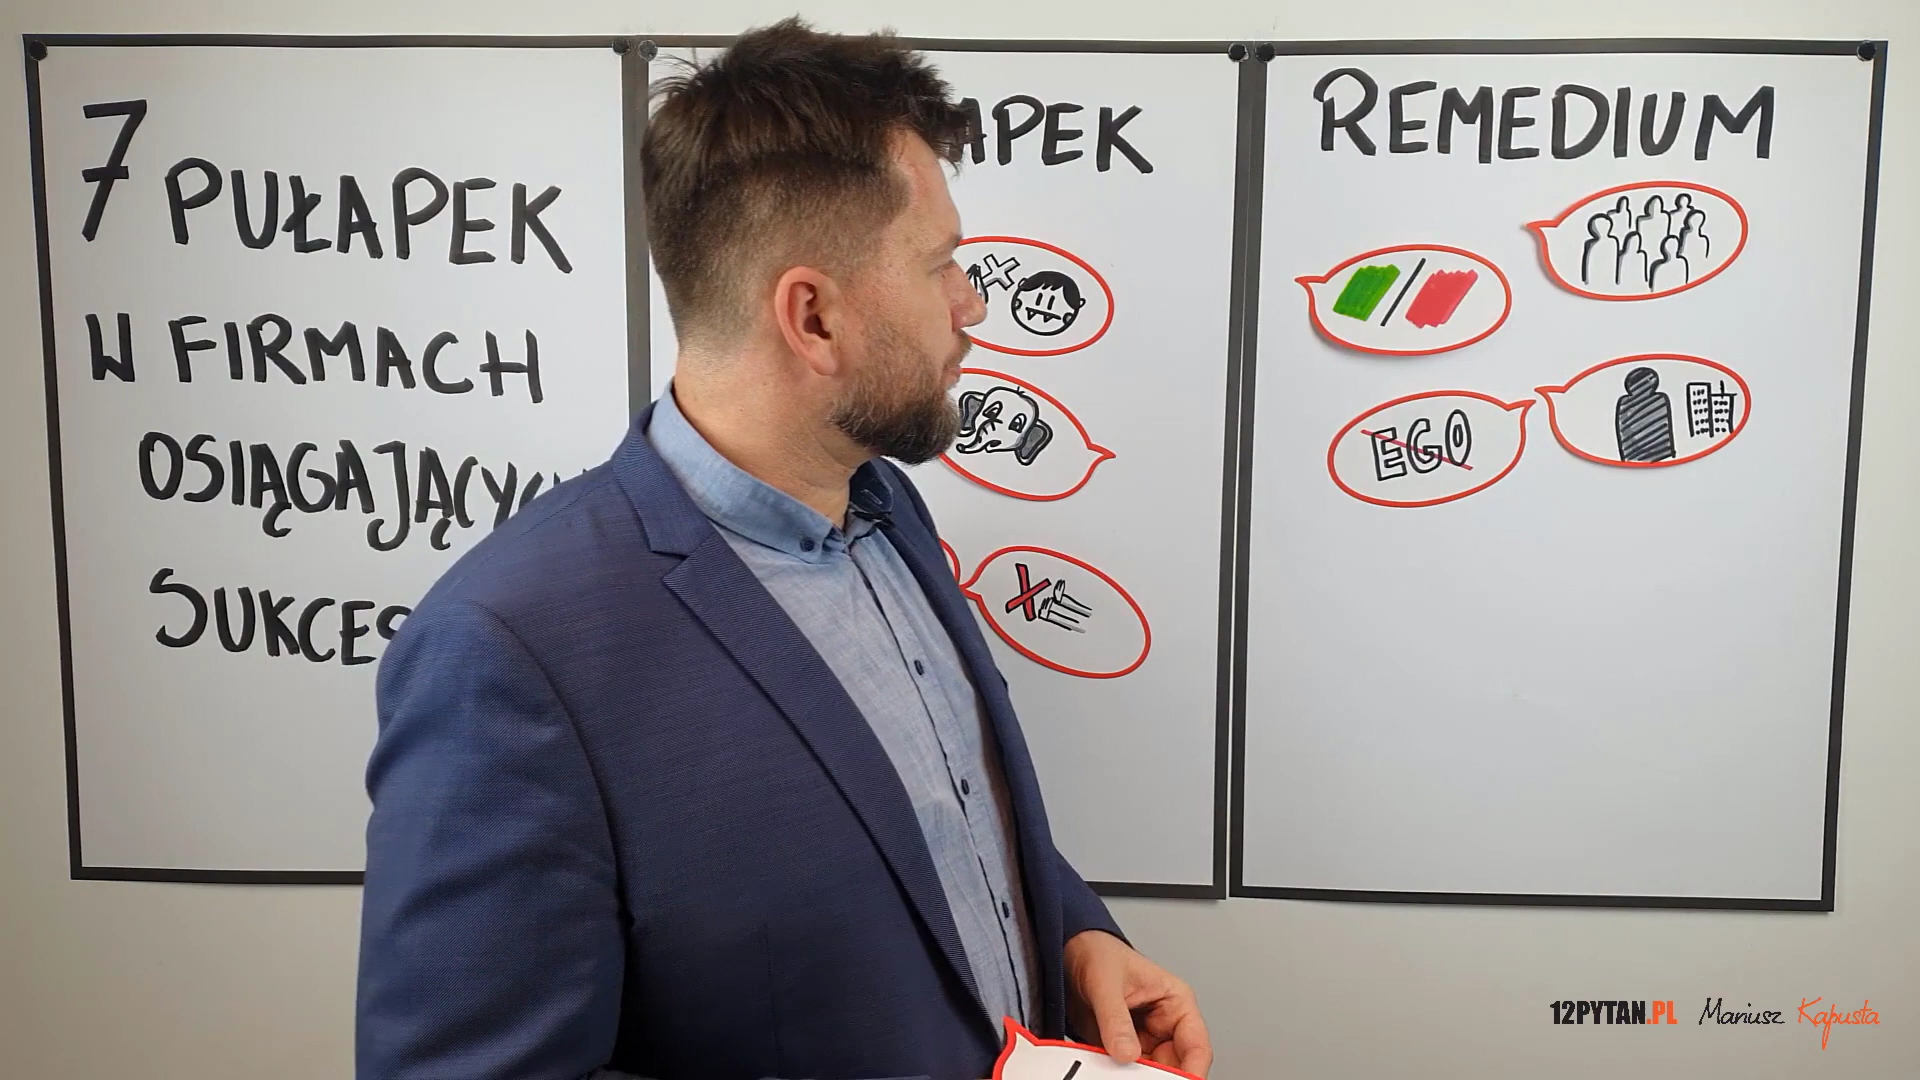 7 PUŁAPEK
W FIRMACH
OSIĄGAJĄCY
SUKCES
APEK
REMEDIUM
EGO
12PYTAN.PL Mariusz Kapusta